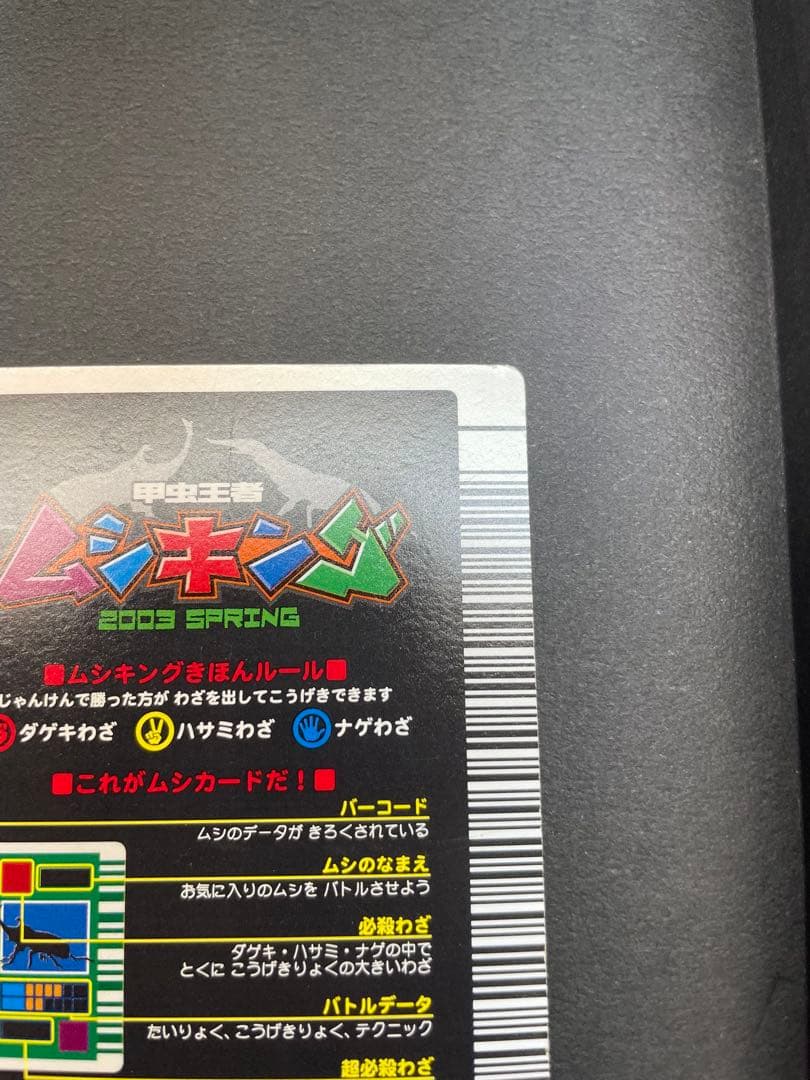 甲虫王者
ムシキング
2003 SPRING
■ムシキングきほんルール■
じゃんけんで勝った方が わざを出してこうげきできます
ダゲキわざ ハサミわざ ナゲわざ
■これがムシカードだ！■
バーコード
ムシのデータが きろくされている
ムシのなまえ
お気に入りのムシを バトルさせよう
必殺わざ
ダゲキ・ハサミ・ナゲの中で
とくに こうげきりょくの大きいわざ
バトルデータ
たいりょく、こうげきりょく、テクニック
超必殺わざ